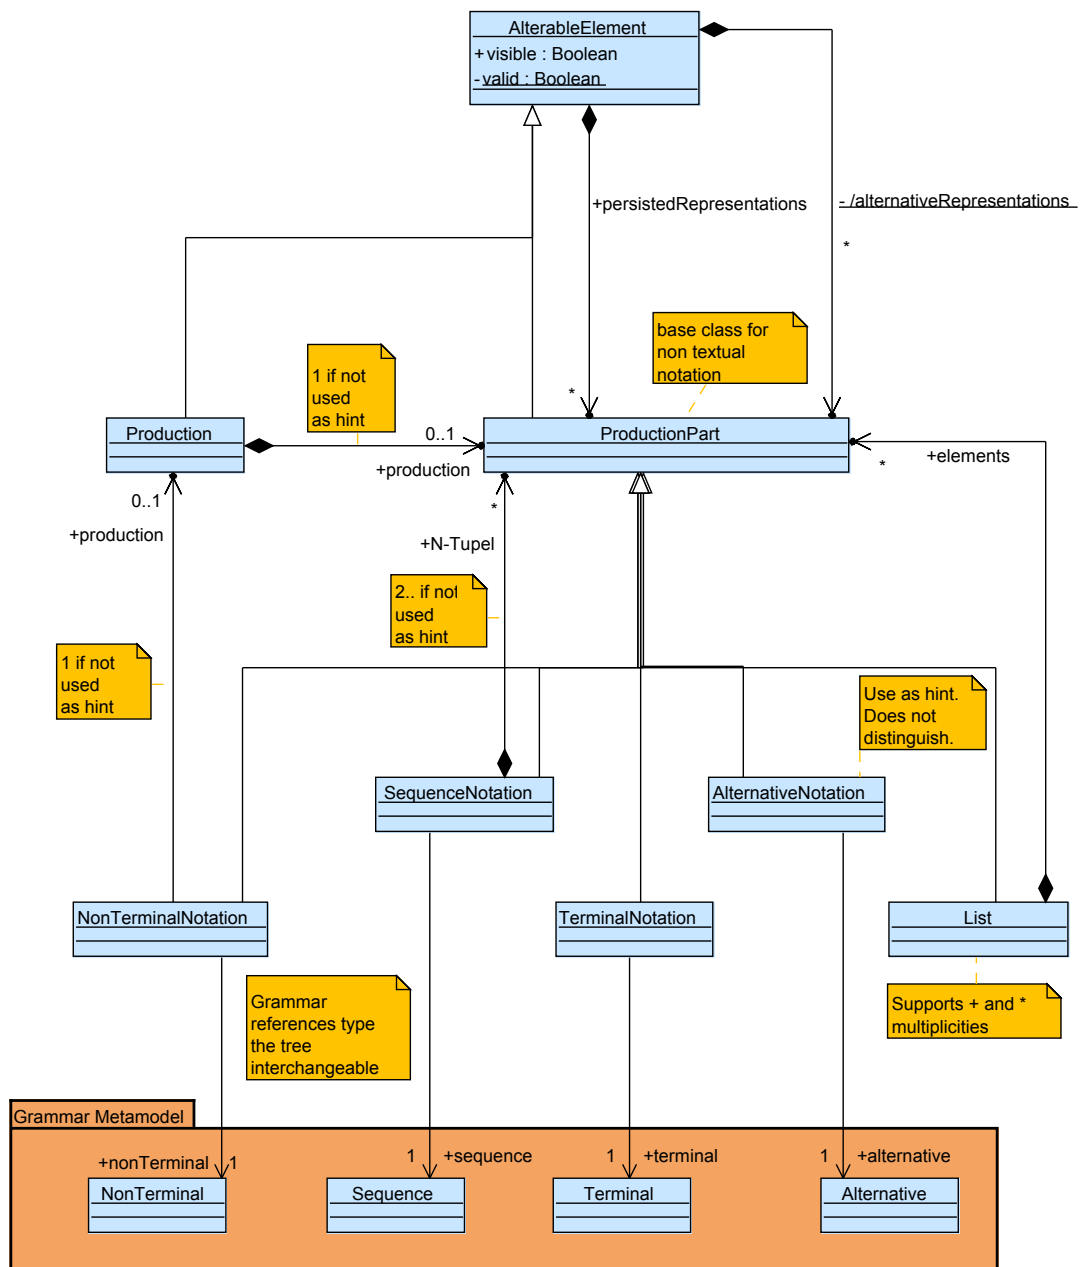 AlterableElement
+ visible : Boolean
- valid : Boolean
+persistedRepresentations
- /alternativeRepresentations
*
base class for
non textual
notation
1 if not
used
as hint
*
Production
0..1
ProductionPart
+production
*
+elements
0..1
*
+production
+N-Tupel
2.. if not
used
as hint
1 if not
used
as hint
Use as hint.
Does not
distinguish.
SequenceNotation
AlternativeNotation
NonTerminalNotation
TerminalNotation
List
Grammar
references type
the tree
interchangeable
Supports + and *
multiplicities
Grammar Metamodel
+nonTerminal 1
1 +sequence
1 +terminal
1 +alternative
NonTerminal
Sequence
Terminal
Alternative